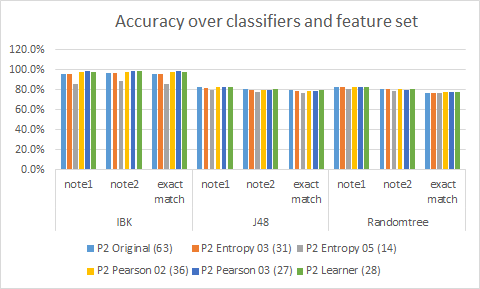 Accuracy over classifiers and feature set
120.0%
100.0%
80.0%
60.0%
40.0%
20.0%
0.0%
note1 note2 exact match note1 note2 exact match note1 note2 exact match
IBK J48 Randomtree
P2 Original (63) P2 Entropy 03 (31) P2 Entropy 05 (14)
P2 Pearson 02 (36) P2 Pearson 03 (27) P2 Learner (28)